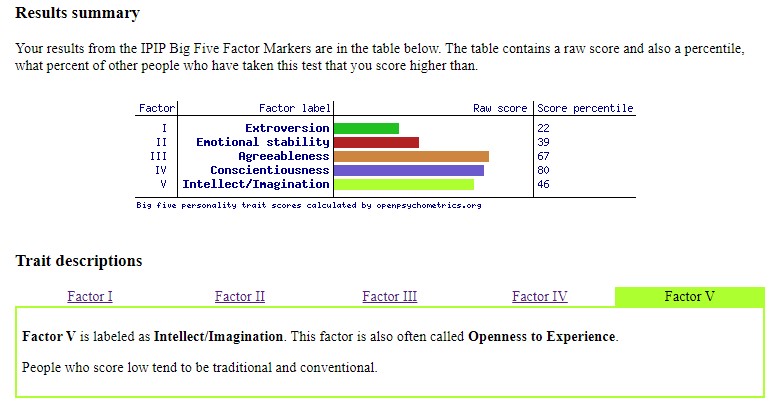 Results summary
Your results from the IPIP Big Five Factor Markers are in the table below. The table contains a raw score and also a percentile,
what percent of other people who have taken this test that you score higher than.
Factor Factor label Raw score Score percentile
I Extroversion 22
II Emotional stability 39
III Agreeableness 67
IV Conscientiousness 80
V Intellect/Imagination 46
Big five personality trait scores calculated by openpsychometrics.org
Trait descriptions
Factor I Factor II Factor III Factor IV Factor V
Factor V is labeled as Intellect/Imagination. This factor is also often called Openness to Experience.
People who score low tend to be traditional and conventional.